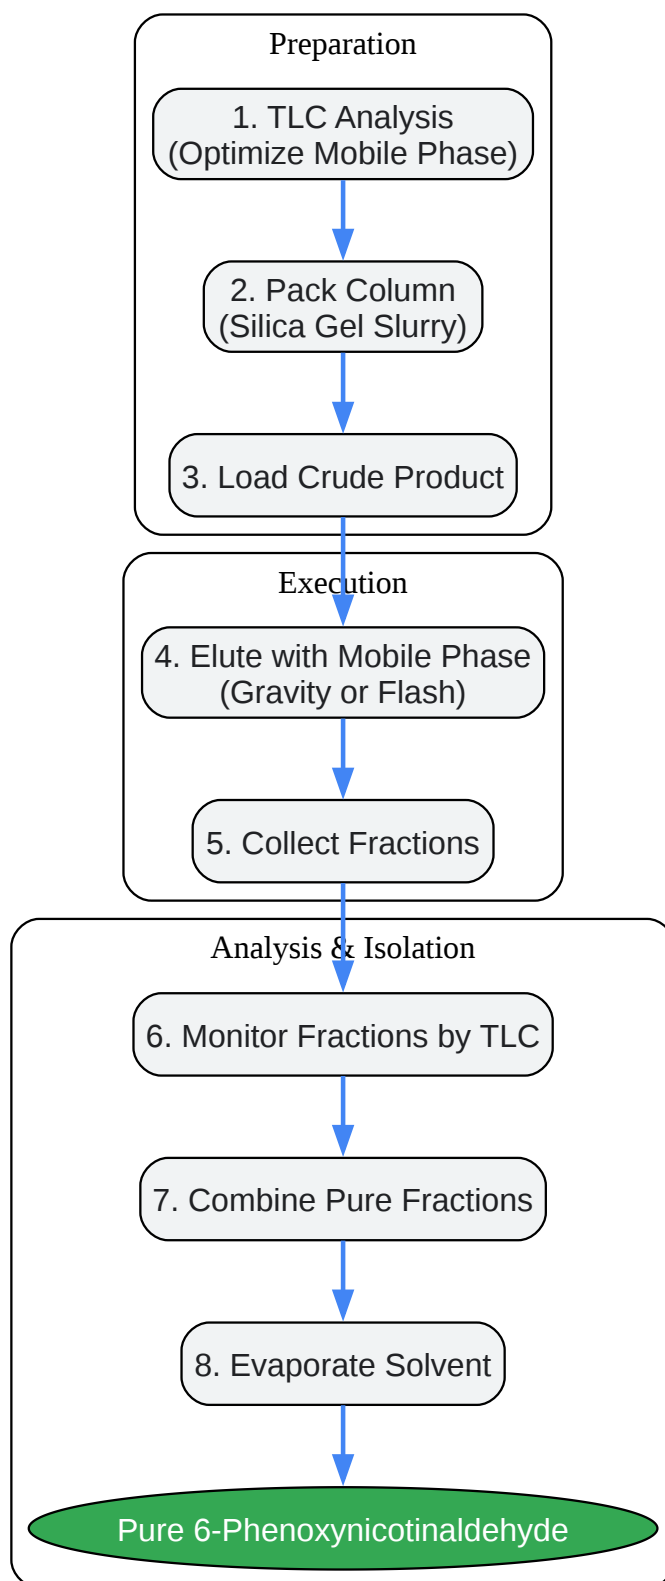 Preparation
1. TLC Analysis
(Optimize Mobile Phase)
2. Pack Column
(Silica Gel Slurry)
3. Load Crude Product
Execution
4. Elute with Mobile Phase
(Gravity or Flash)
5. Collect Fractions
Analysis & Isolation
6. Monitor Fractions by TLC
7. Combine Pure Fractions
8. Evaporate Solvent
Pure 6-Phenoxynicotinaldehyde